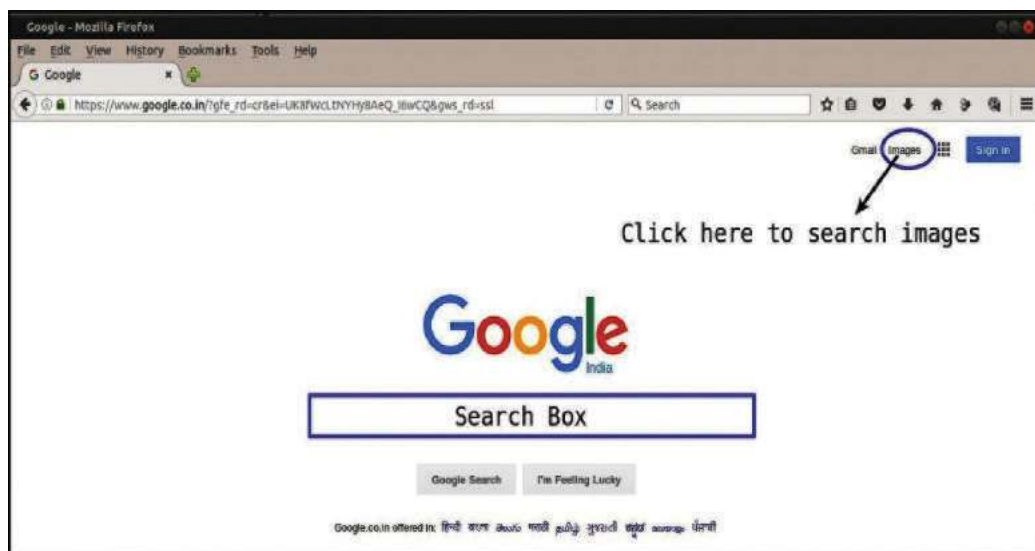 Google - Mozilla Firefox
File Edit View History Bookmarks Tools Help
G Google
https://www.google.co.in/?gfe_rd=cr&ei= &gws_rd=ssl
Search
Gmail Images Sign in
Click here to search images
Google
India
Search Box
Google Search I'm Feeling Lucky
Google.co.in offered in: हिन्दी বাংলা తెలుగు मराठी தமிழ் ગુજરાતી ಕನ್ನಡ മലയാളം ਪੰਜਾਬੀ